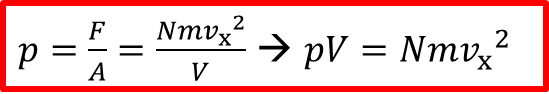 p = F/A = Nmvₓ²/V → pV = Nmvₓ²